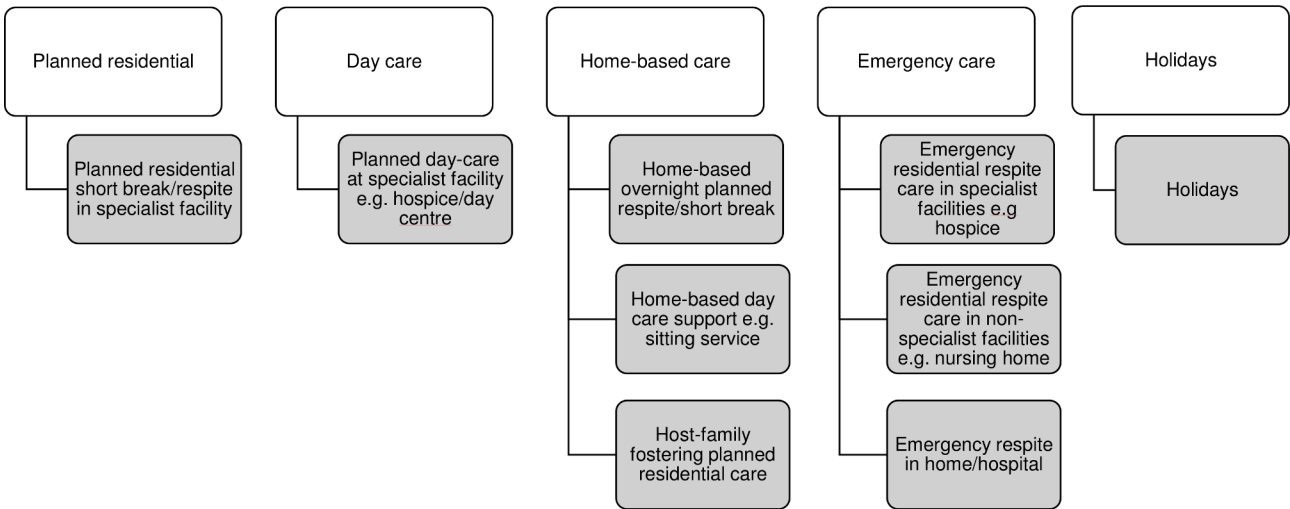 Planned residential
Day care
Home-based care
Emergency care
Holidays
Planned residential
short break/respite
in specialist facility
Planned day-care
at specialist facility
e.g. hospice/day
centre
Home-based
overnight planned
respite/short break
Emergency
residential respite
care in specialist
facilities e.g
hospice
Holidays
Home-based day
care support e.g.
sitting service
Emergency
residential respite
care in non-
specialist facilities
e.g. nursing home
Host-family
fostering planned
residential care
Emergency respite
in home/hospital